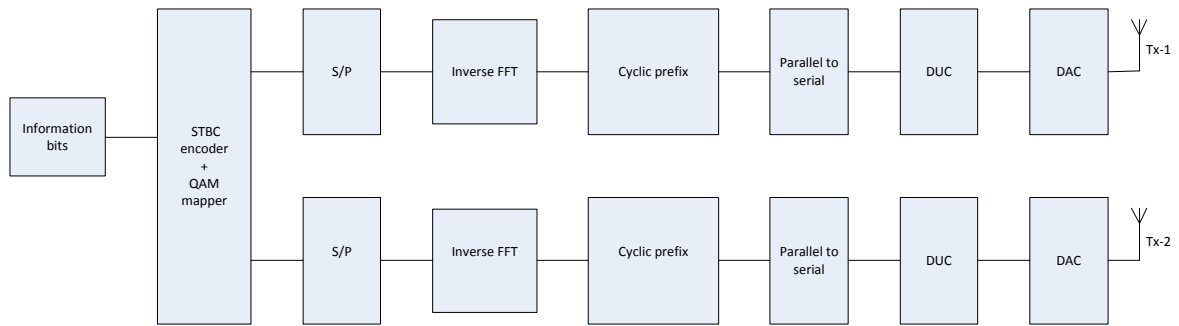 Information
bits
STBC
encoder
+
QAM
mapper
S/P
Inverse FFT
Cyclic prefix
Parallel to
serial
DUC
DAC
Tx-1
S/P
Inverse FFT
Cyclic prefix
Parallel to
serial
DUC
DAC
Tx-2